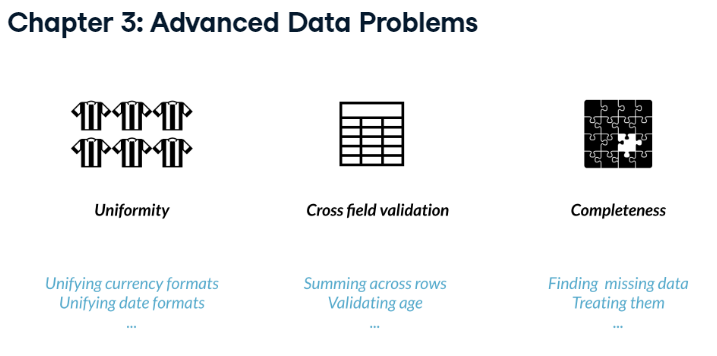 Chapter 3: Advanced Data Problems
Uniformity
Cross field validation
Completeness
Unifying currency formats
Unifying date formats
...
Summing across rows
Validating age
...
Finding missing data
Treating them
...